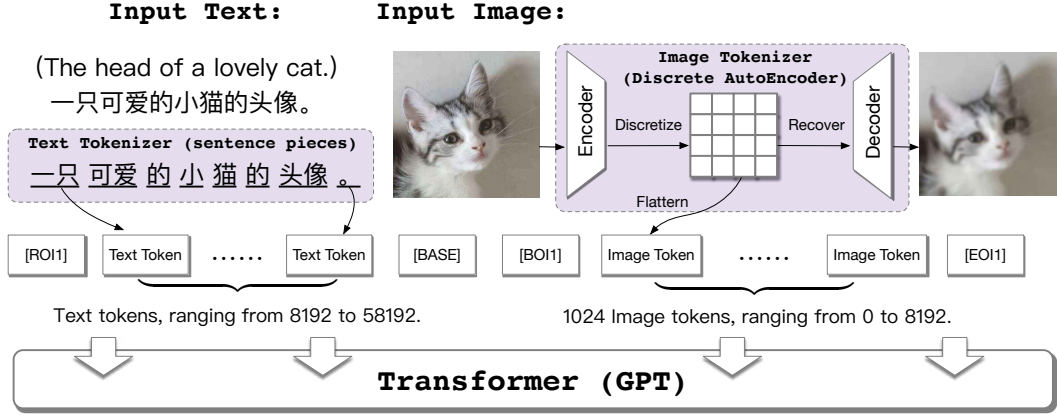 Input Text:
Input Image:
(The head of a lovely cat.)
一只可爱的小猫的头像。
Text Tokenizer (sentence pieces)
一只 可爱 的 小 猫 的 头像 。
Image Tokenizer
(Discrete AutoEncoder)
Encoder
Discretize
Recover
Decoder
Flattern
[ROI1]
Text Token
......
Text Token
[BASE]
[BOI1]
Image Token
......
Image Token
[EOI1]
Text tokens, ranging from 8192 to 58192.
1024 Image tokens, ranging from 0 to 8192.
Transformer (GPT)